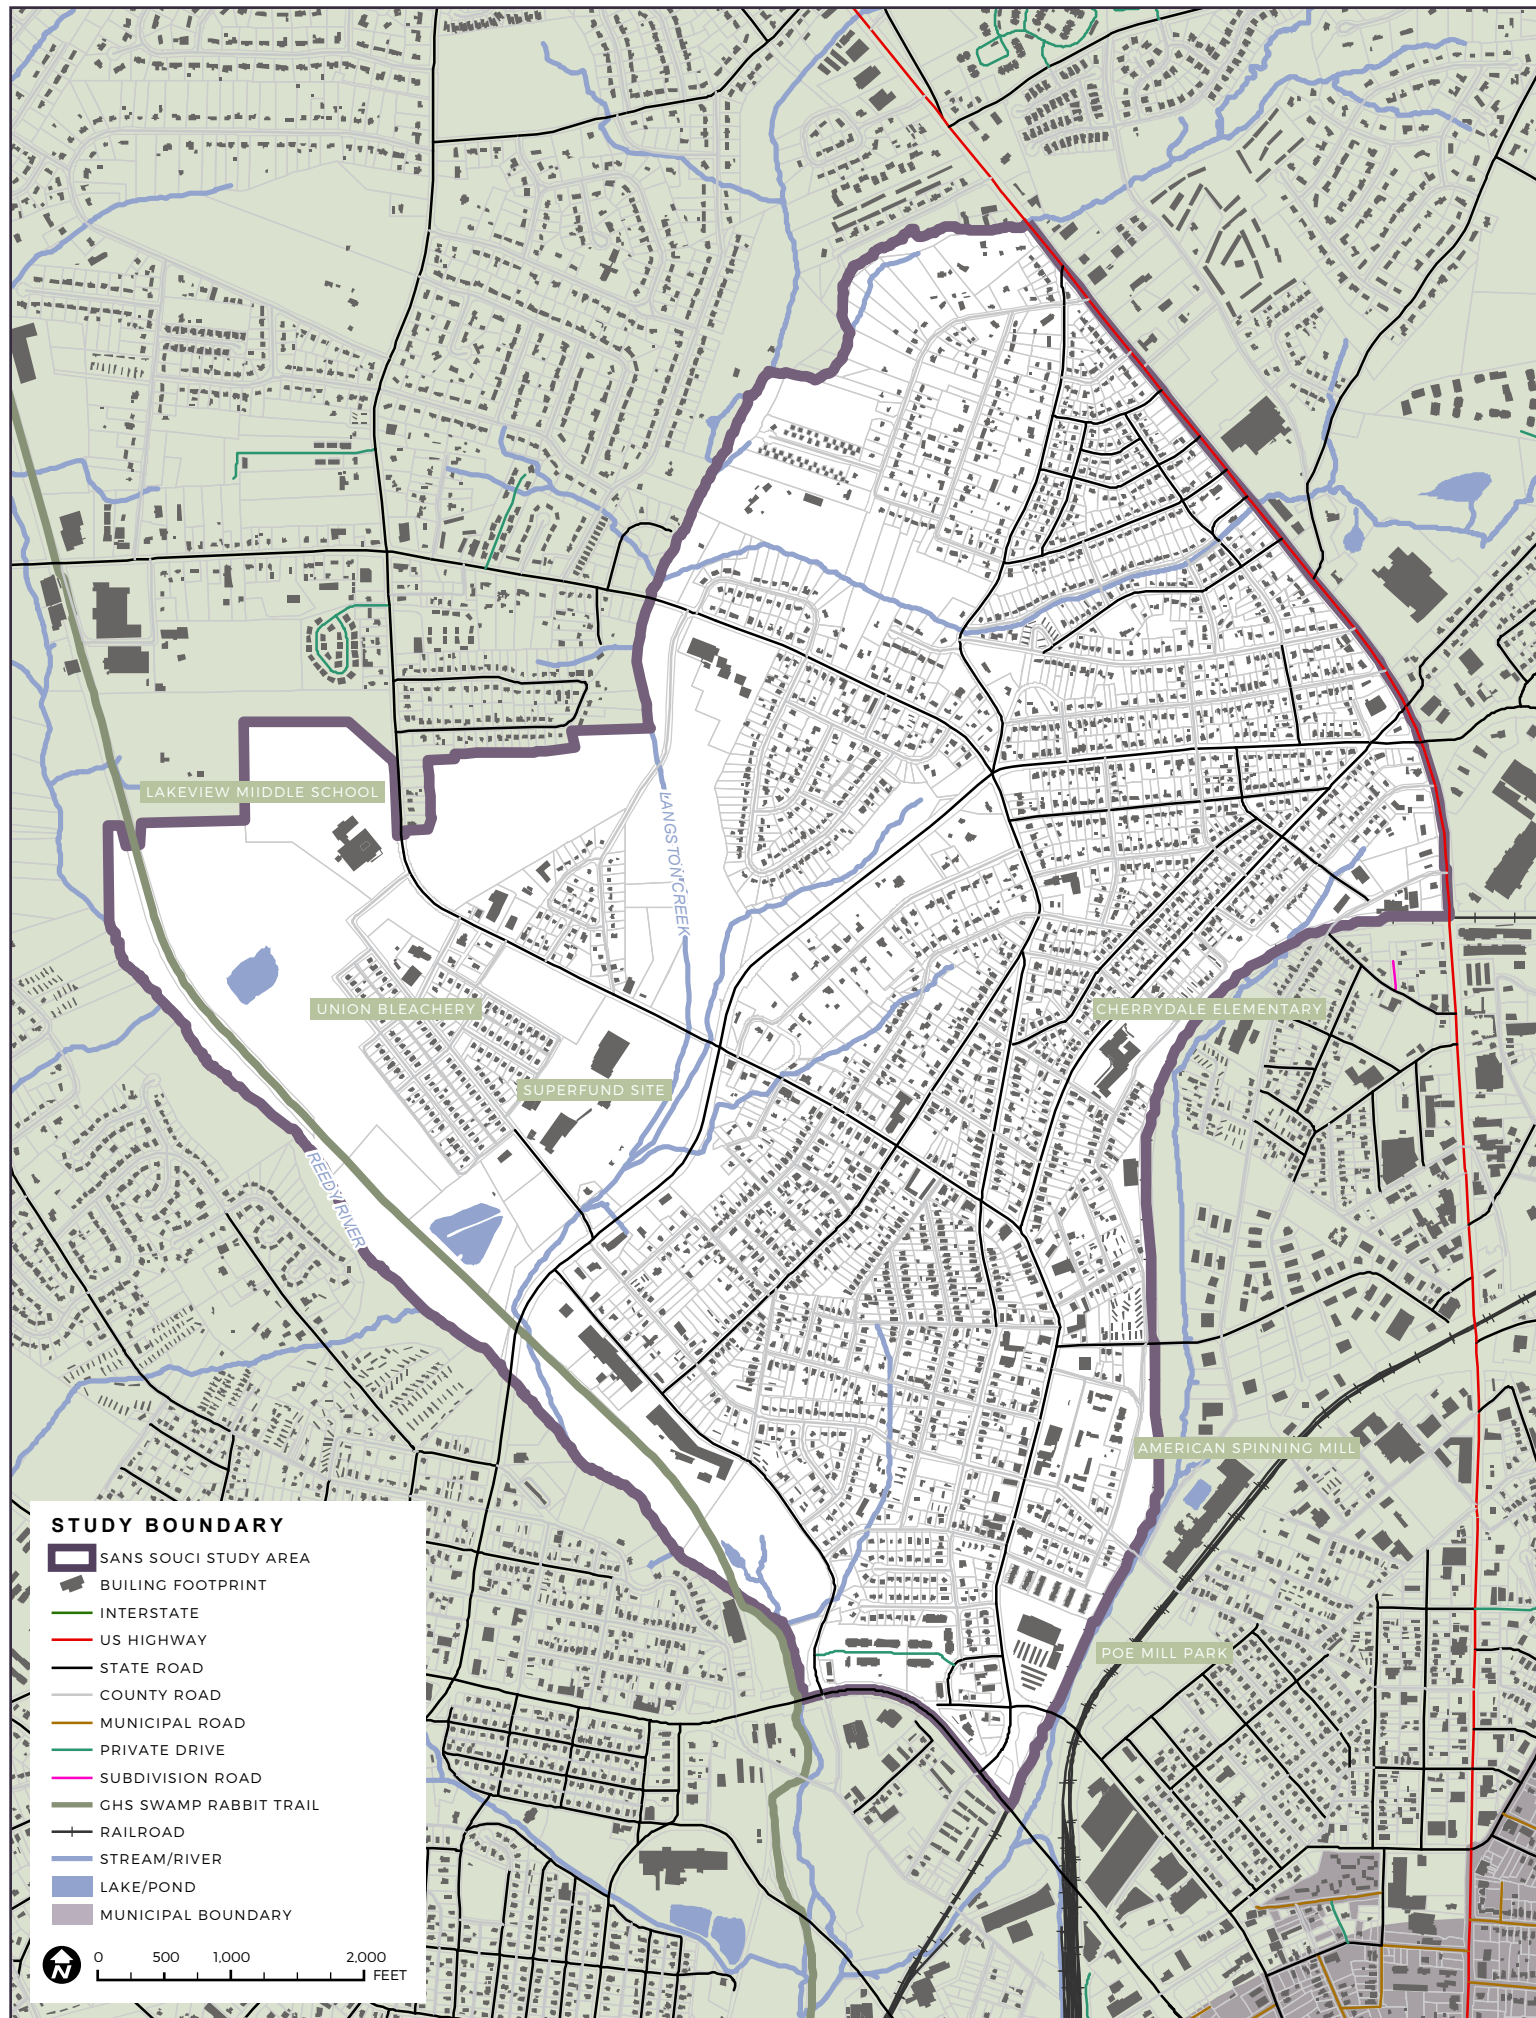 LAKEVIEW MIIDDLE SCHOOL
LANGSTON CREEK
UNION BLEACHERY
CHERRYDALE ELEMENTARY
SUPERFUND SITE
REEDY RIVER
AMERICAN SPINNING MILL
POE MILL PARK
STUDY BOUNDARY
SANS SOUCI STUDY AREA
BUILING FOOTPRINT
INTERSTATE
US HIGHWAY
STATE ROAD
COUNTY ROAD
MUNICIPAL ROAD
PRIVATE DRIVE
SUBDIVISION ROAD
GHS SWAMP RABBIT TRAIL
RAILROAD
STREAM/RIVER
LAKE/POND
MUNICIPAL BOUNDARY
N
0 500 1,000 2,000
FEET